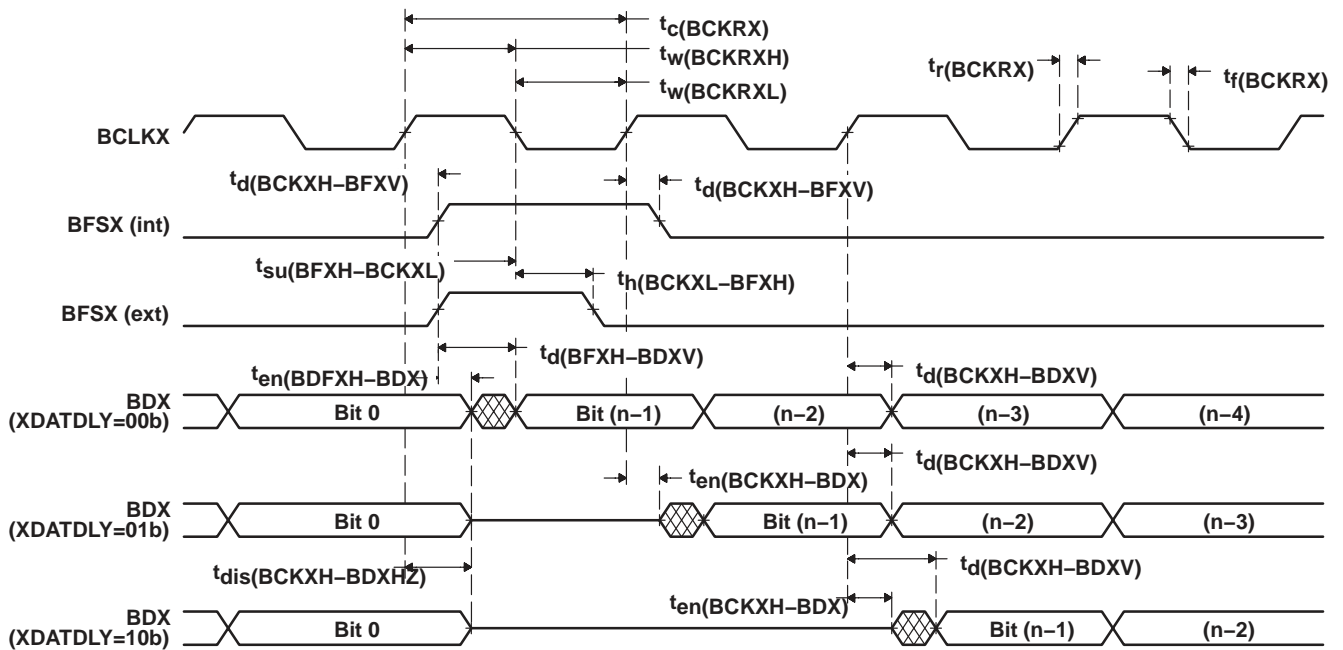 tc(BCKRX)
tw(BCKRXH)
tr(BCKRX)
tf(BCKRX)
tw(BCKRXL)
BCLKX
td(BCKXH–BFXV)
td(BCKXH–BFXV)
BFSX (int)
tsu(BFXH–BCKXL)
th(BCKXL–BFXH)
BFSX (ext)
td(BFXH–BDXV)
ten(BDFXH–BDX)
td(BCKXH–BDXV)
BDX
(XDATDLY=00b)
Bit 0
Bit (n–1)
(n–2)
(n–3)
(n–4)
td(BCKXH–BDXV)
ten(BCKXH–BDX)
BDX
(XDATDLY=01b)
Bit 0
Bit (n–1)
(n–2)
(n–3)
tdis(BCKXH–BDXHZ)
td(BCKXH–BDXV)
ten(BCKXH–BDX)
BDX
(XDATDLY=10b)
Bit 0
Bit (n–1)
(n–2)